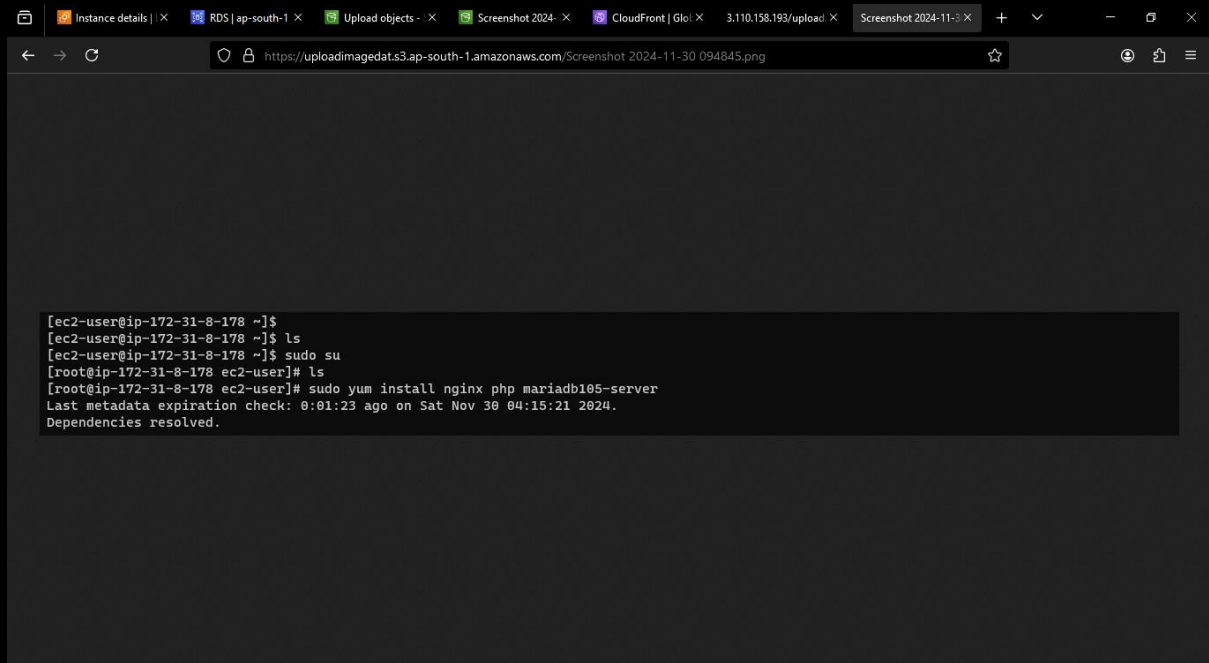 Instance details |
RDS | ap-south-1
Upload objects -
Screenshot 2024-
CloudFront | Glo
3.110.158.193/upload
Screenshot 2024-11-3
https://uploadimagedat.s3.ap-south-1.amazonaws.com/Screenshot 2024-11-30 094845.png
[ec2-user@ip-172-31-8-178 ~]$
[ec2-user@ip-172-31-8-178 ~]$ ls
[ec2-user@ip-172-31-8-178 ~]$ sudo su
[root@ip-172-31-8-178 ec2-user]# ls
[root@ip-172-31-8-178 ec2-user]# sudo yum install nginx php mariadb105-server
Last metadata expiration check: 0:01:23 ago on Sat Nov 30 04:15:21 2024.
Dependencies resolved.